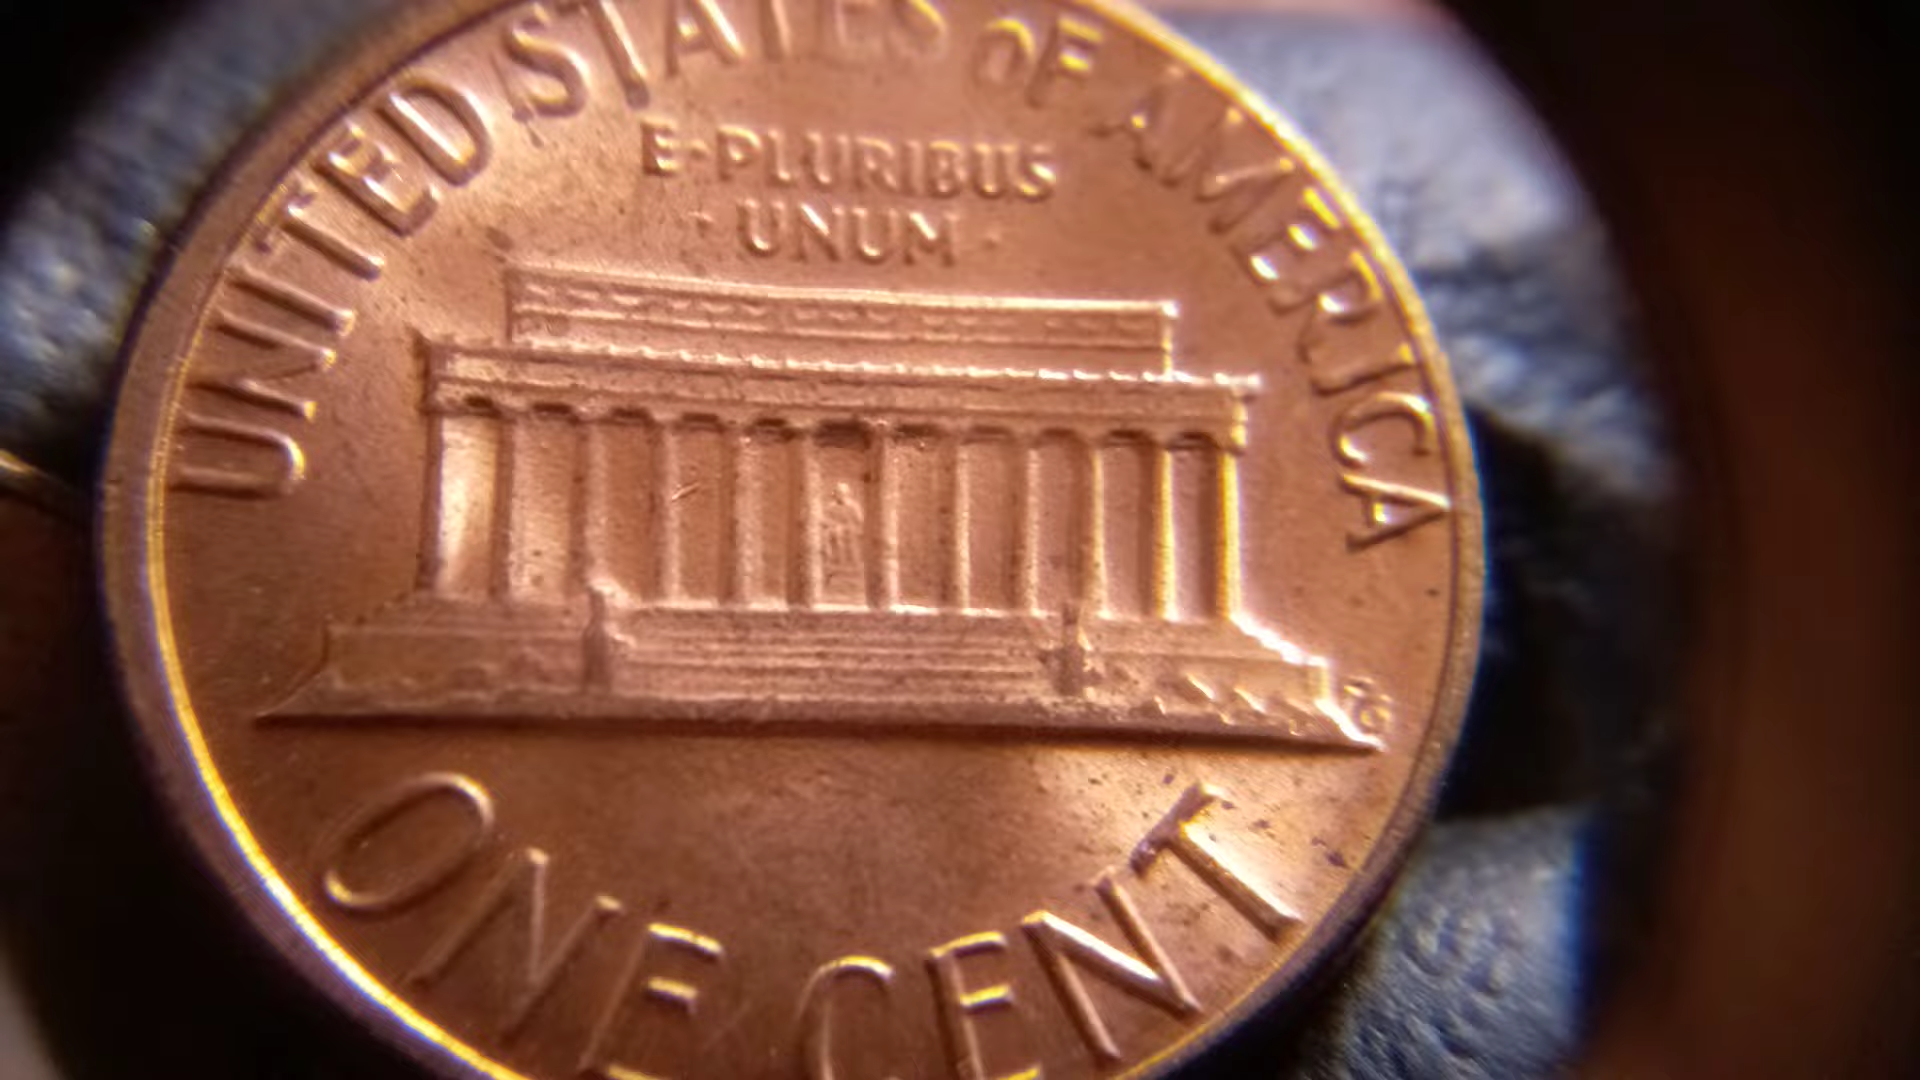 UNITED STATES OF AMERICA
E·PLURIBUS
· UNUM ·
ONE CENT